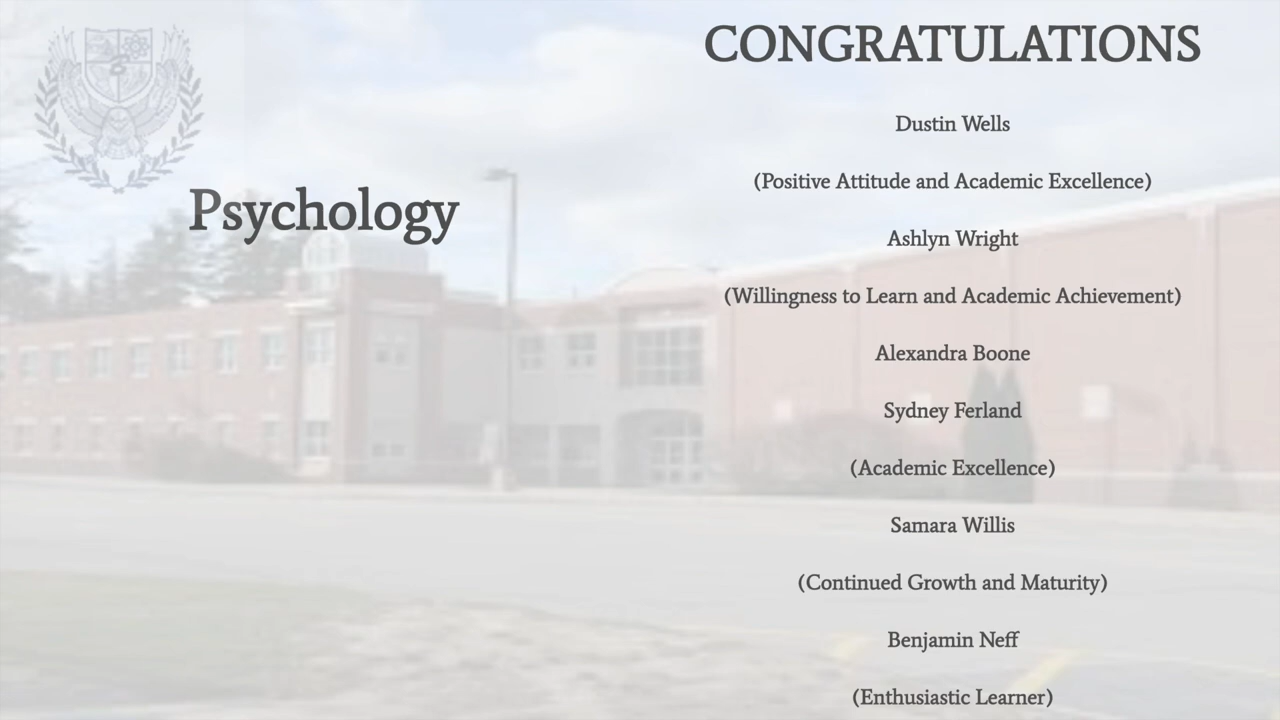 CONGRATULATIONS
Psychology
Dustin Wells
(Positive Attitude and Academic Excellence)
Ashlyn Wright
(Willingness to Learn and Academic Achievement)
Alexandra Boone
Sydney Ferland
(Academic Excellence)
Samara Willis
(Continued Growth and Maturity)
Benjamin Neff
(Enthusiastic Learner)